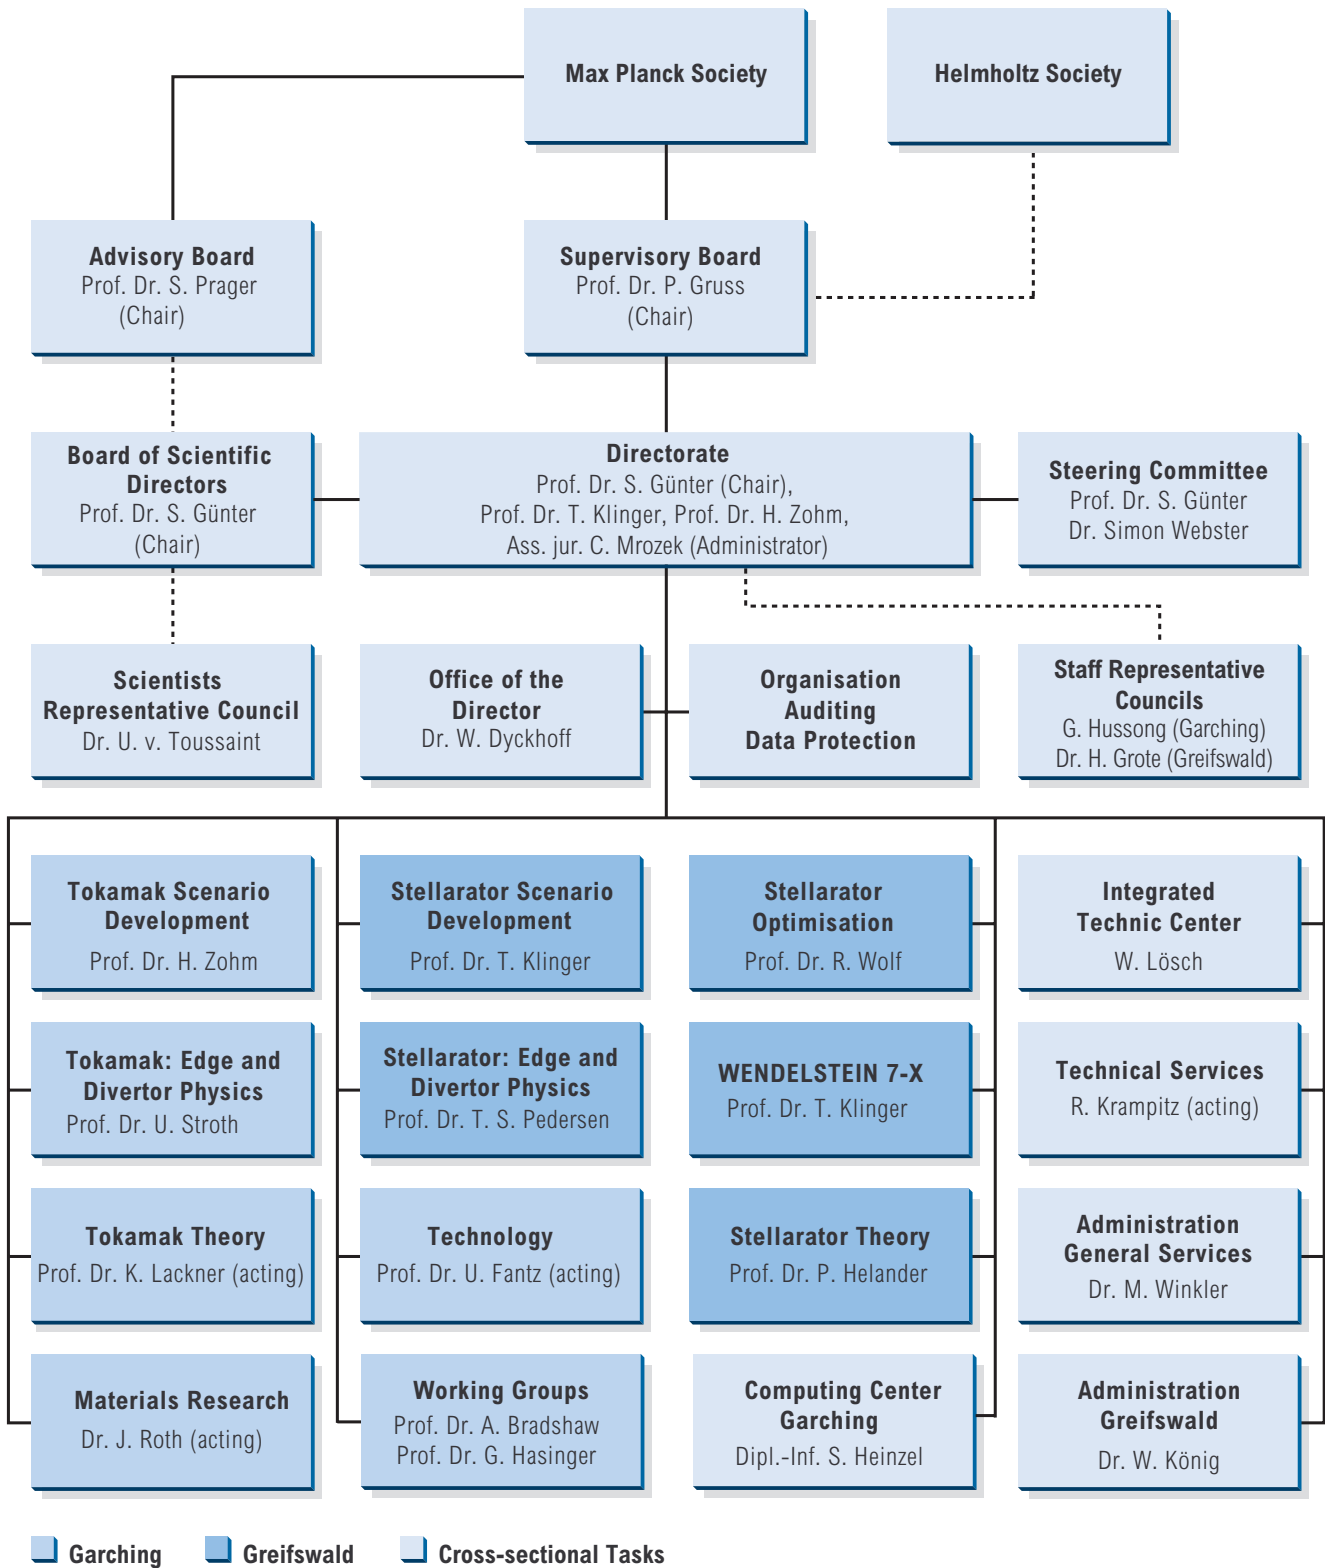 Max Planck Society
Helmholtz Society
Advisory Board
Prof. Dr. S. Prager
(Chair)
Supervisory Board
Prof. Dr. P. Gruss
(Chair)
Board of Scientific
Directors
Prof. Dr. S. Günter
(Chair)
Directorate
Prof. Dr. S. Günter (Chair),
Prof. Dr. T. Klinger, Prof. Dr. H. Zohm,
Ass. jur. C. Mrozek (Administrator)
Steering Committee
Prof. Dr. S. Günter
Dr. Simon Webster
Scientists
Representative Council
Dr. U. v. Toussaint
Office of the
Director
Dr. W. Dyckhoff
Organisation
Auditing
Data Protection
Staff Representative
Councils
G. Hussong (Garching)
Dr. H. Grote (Greifswald)
Tokamak Scenario
Development
Prof. Dr. H. Zohm
Stellarator Scenario
Development
Prof. Dr. T. Klinger
Stellarator
Optimisation
Prof. Dr. R. Wolf
Integrated
Technic Center
W. Lösch
Tokamak: Edge and
Divertor Physics
Prof. Dr. U. Stroth
Stellarator: Edge and
Divertor Physics
Prof. Dr. T. S. Pedersen
WENDELSTEIN 7-X
Prof. Dr. T. Klinger
Technical Services
R. Krampitz (acting)
Tokamak Theory
Prof. Dr. K. Lackner (acting)
Technology
Prof. Dr. U. Fantz (acting)
Stellarator Theory
Prof. Dr. P. Helander
Administration
General Services
Dr. M. Winkler
Materials Research
Dr. J. Roth (acting)
Working Groups
Prof. Dr. A. Bradshaw
Prof. Dr. G. Hasinger
Computing Center
Garching
Dipl.-Inf. S. Heinzel
Administration
Greifswald
Dr. W. König
Garching
Greifswald
Cross-sectional Tasks